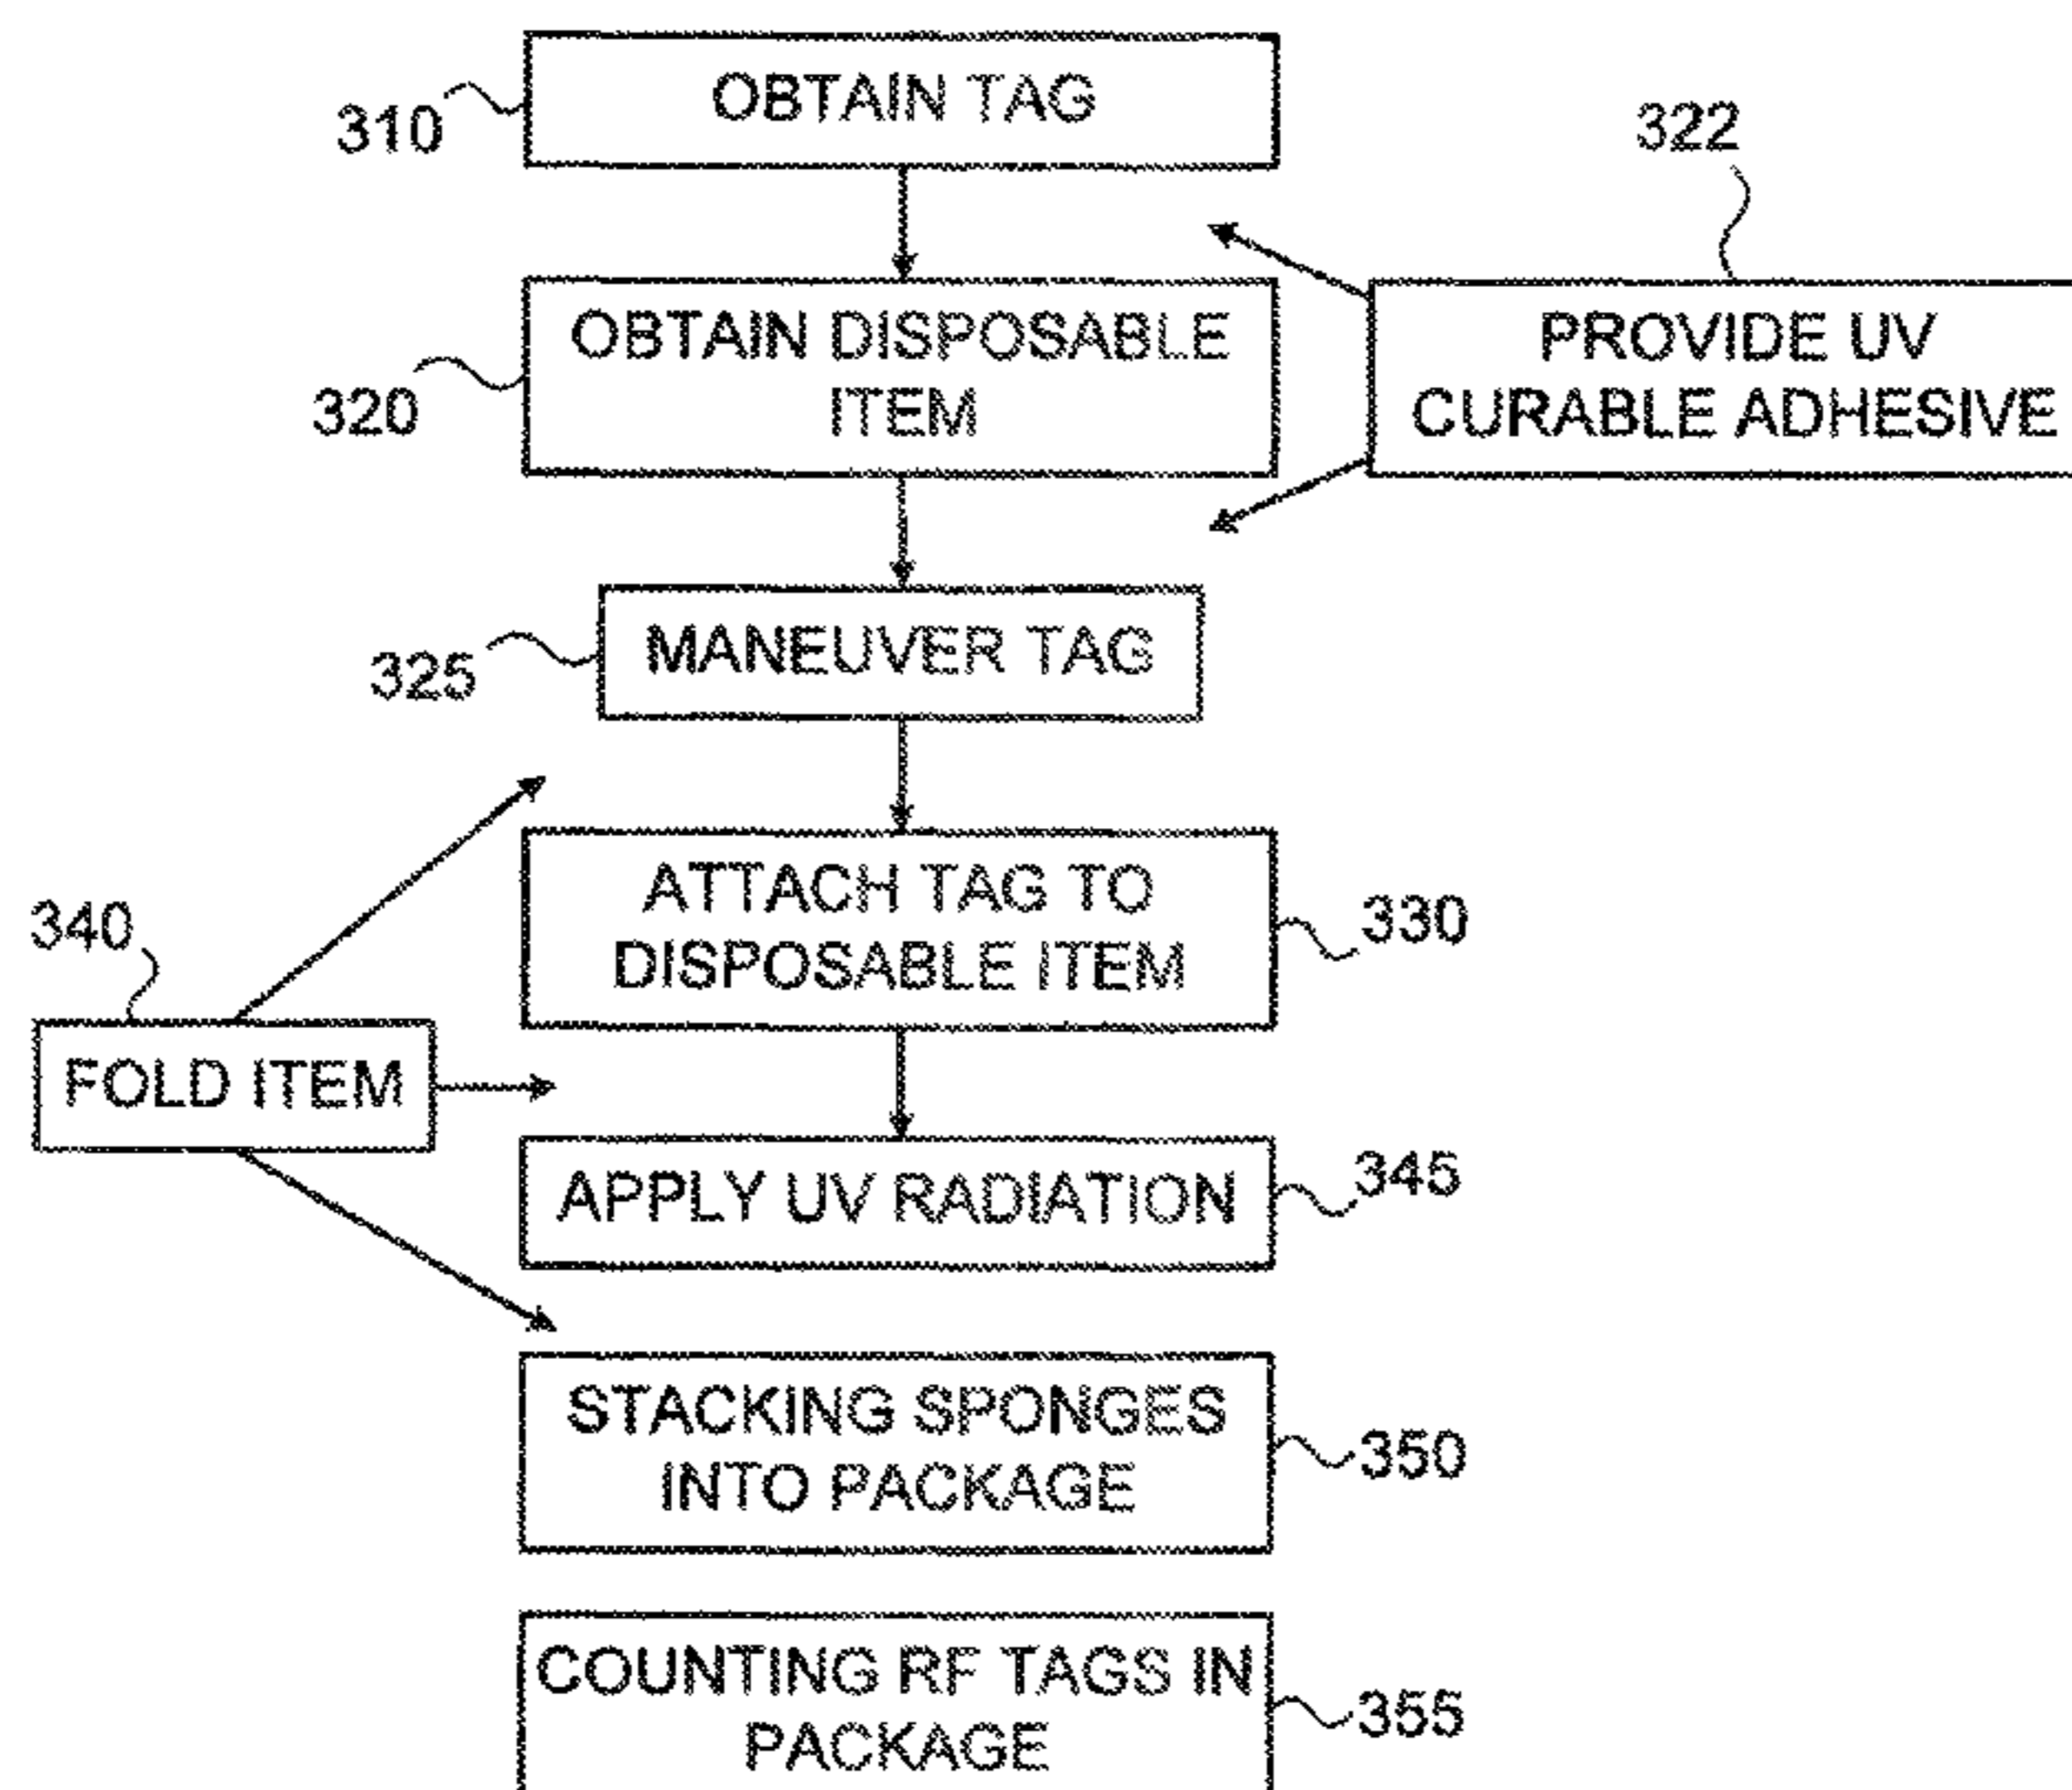 310
OBTAIN TAG
322
320
OBTAIN DISPOSABLE
ITEM
PROVIDE UV
CURABLE ADHESIVE
325
MANEUVER TAG
340
FOLD ITEM
ATTACH TAG TO
DISPOSABLE ITEM
330
APPLY UV RADIATION
345
STACKING SPONGES
INTO PACKAGE
350
COUNTING RF TAGS IN
PACKAGE
355